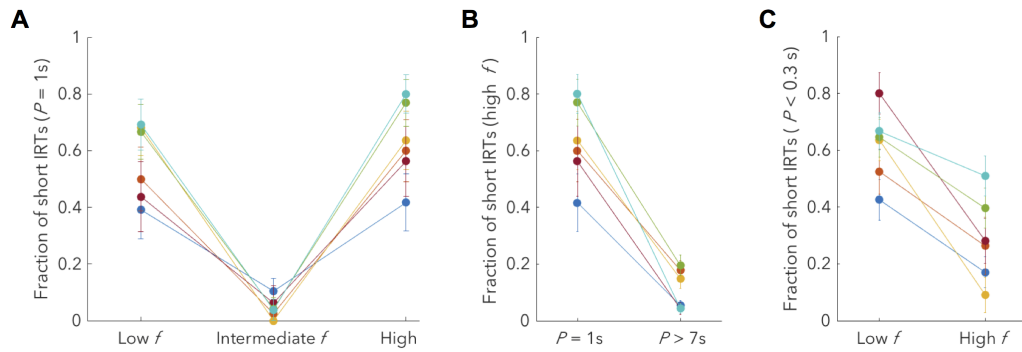 A
B
C
Fraction of short IRTs (P = 1s)
1
0.8
0.6
0.4
0.2
0
Low f
Intermediate f
High
Fraction of short IRTs (high f)
1
0.8
0.6
0.4
0.2
0
P = 1s
P > 7s
Fraction of short IRTs ( P < 0.3 s)
1
0.8
0.6
0.4
0.2
0
Low f
High f